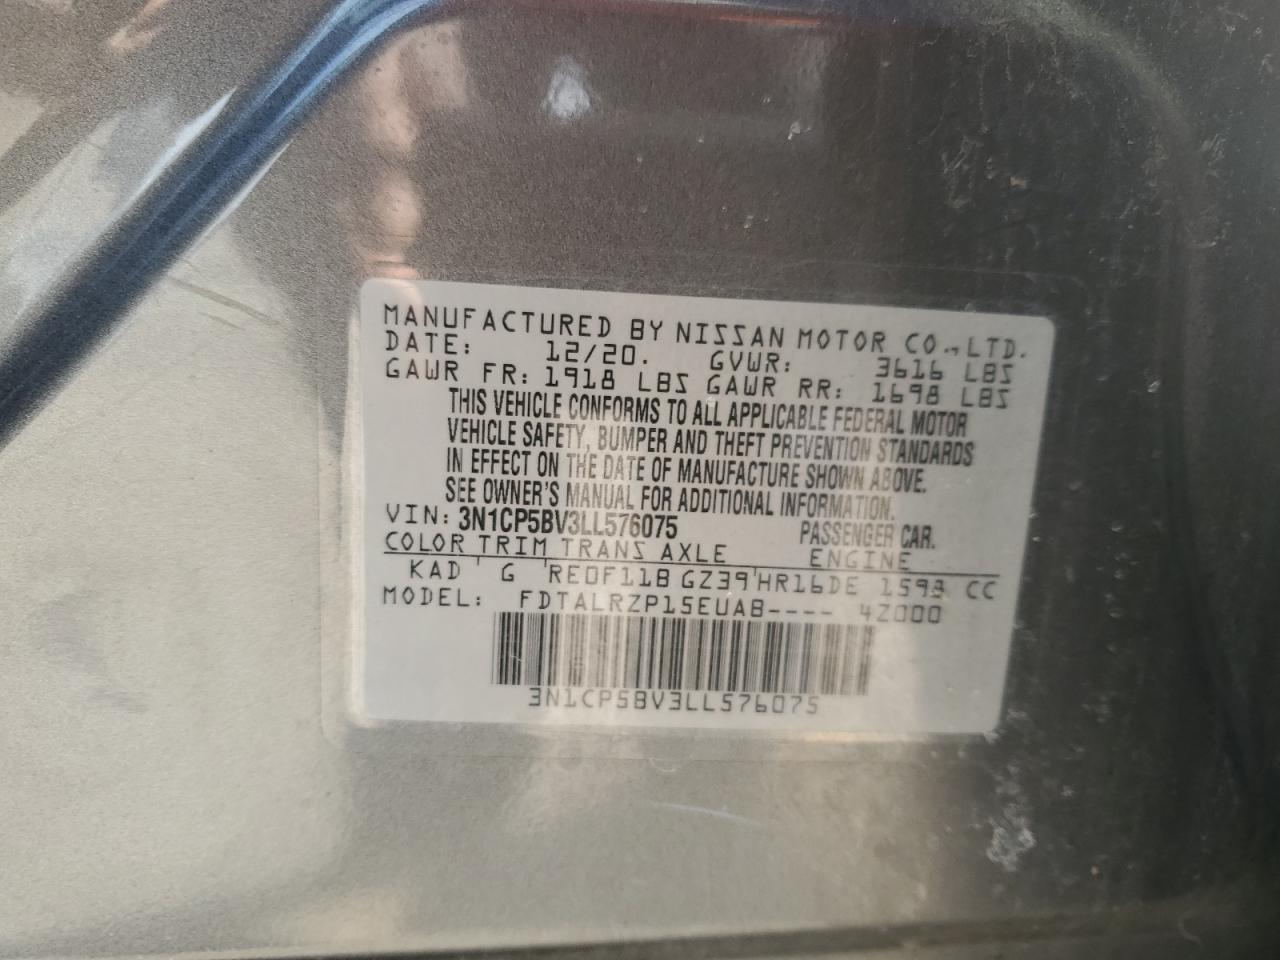 MANUFACTURED BY NISSAN MOTOR CO., LTD.
DATE: 12/20. GVWR: 3616 LBS
GAWR FR: 1918 LBS GAWR RR: 1698 LBS
THIS VEHICLE CONFORMS TO ALL APPLICABLE FEDERAL MOTOR
VEHICLE SAFETY, BUMPER AND THEFT PREVENTION STANDARDS
IN EFFECT ON THE DATE OF MANUFACTURE SHOWN ABOVE.
SEE OWNER'S MANUAL FOR ADDITIONAL INFORMATION.
VIN: 3N1CP5BV3LL576075 PASSENGER CAR.
COLOR TRIM TRANS AXLE ENGINE
KAD G RE0F11B GZ39 HR16DE 1598 CC
MODEL: FDTALRZP15EUAB---- 4Z000
3N1CP5BV3LL576075